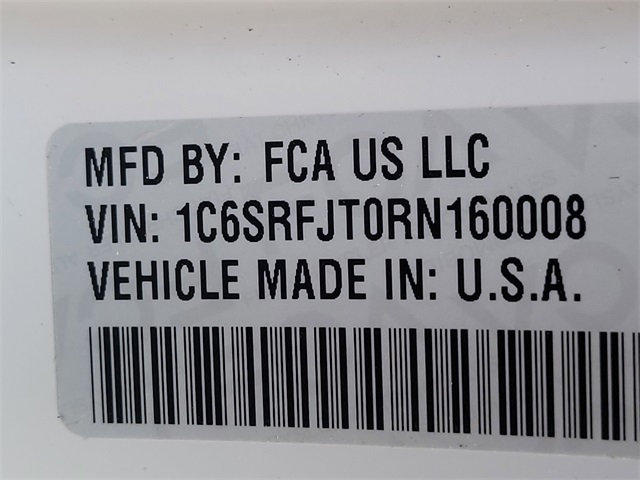 MFD BY: FCA US LLC
VIN: 1C6SRFJT0RN160008
VEHICLE MADE IN: U.S.A.